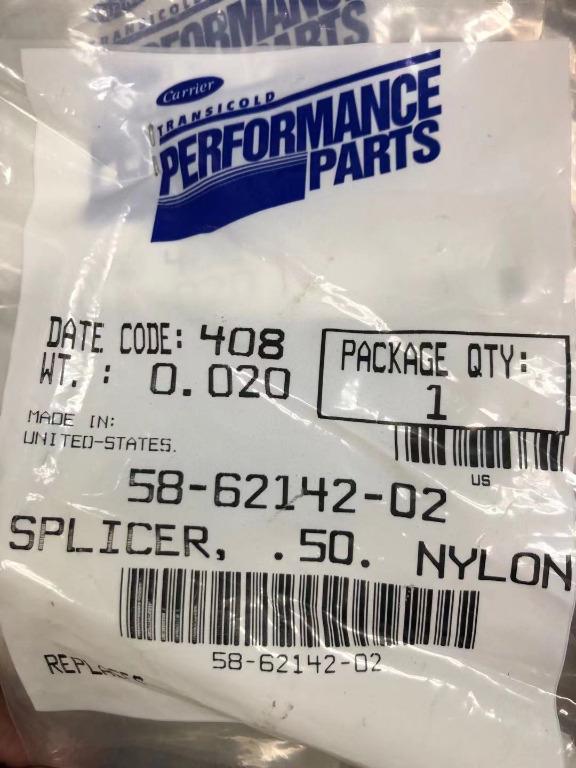 Carrier
TRANSICOLD
PERFORMANCE
PARTS
DATE CODE: 408
WT. : 0.020
PACKAGE QTY:
1
MADE IN:
UNITED-STATES.
US
58-62142-02
SPLICER, .50. NYLON
58-62142-02